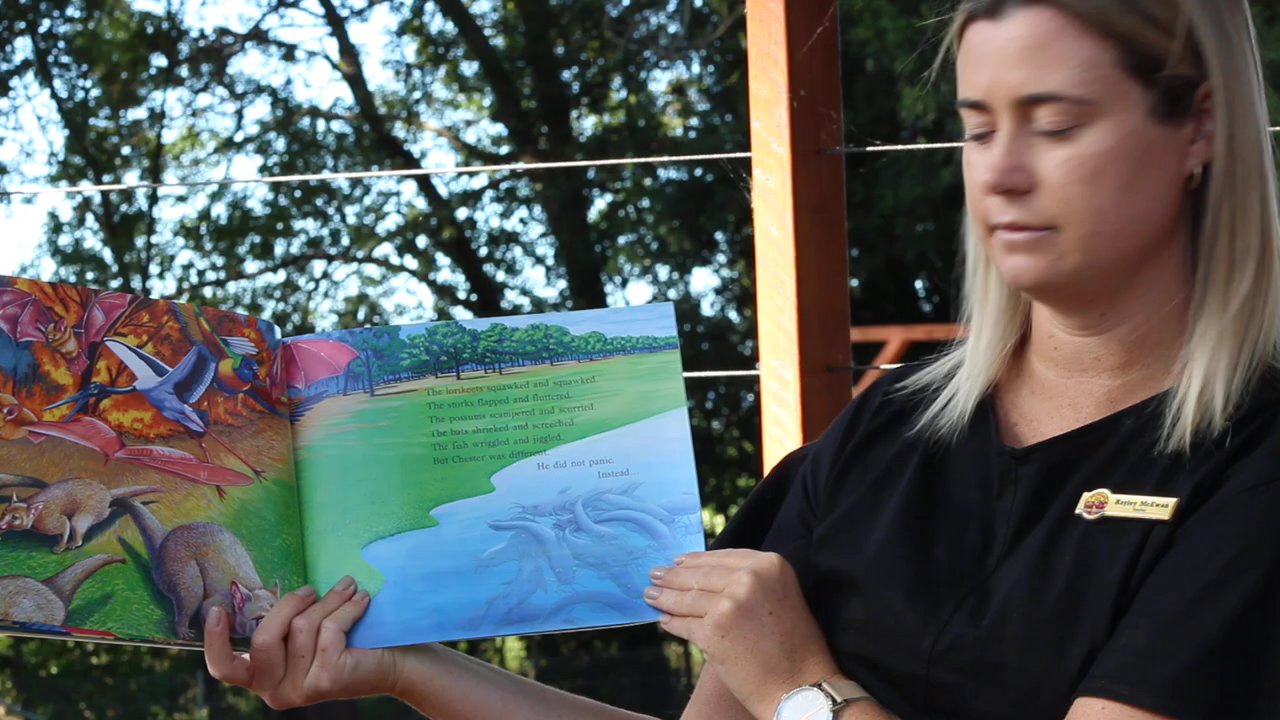 The lorikeets squawked and squawked.
The storks flapped and fluttered.
The possums scampered and scurried.
The bats shrieked and screeched.
The fish wriggled and jiggled.
But Chester was different.
He did not panic.
Instead...
Hayley McEwan